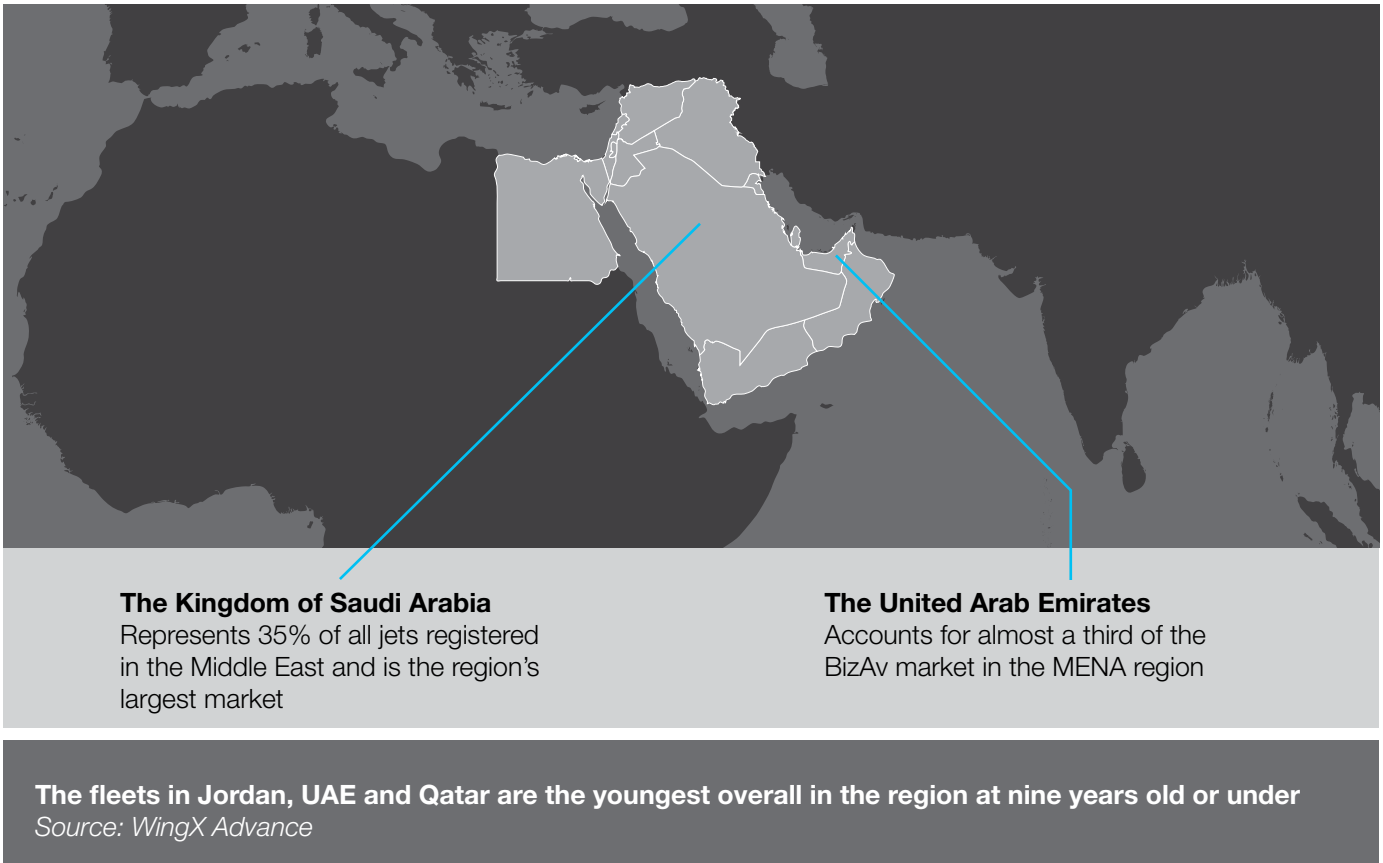 The Kingdom of Saudi Arabia
Represents 35% of all jets registered
in the Middle East and is the region's
largest market
The United Arab Emirates
Accounts for almost a third of the
BizAv market in the MENA region
The fleets in Jordan, UAE and Qatar are the youngest overall in the region at nine years old or under
Source: WingX Advance